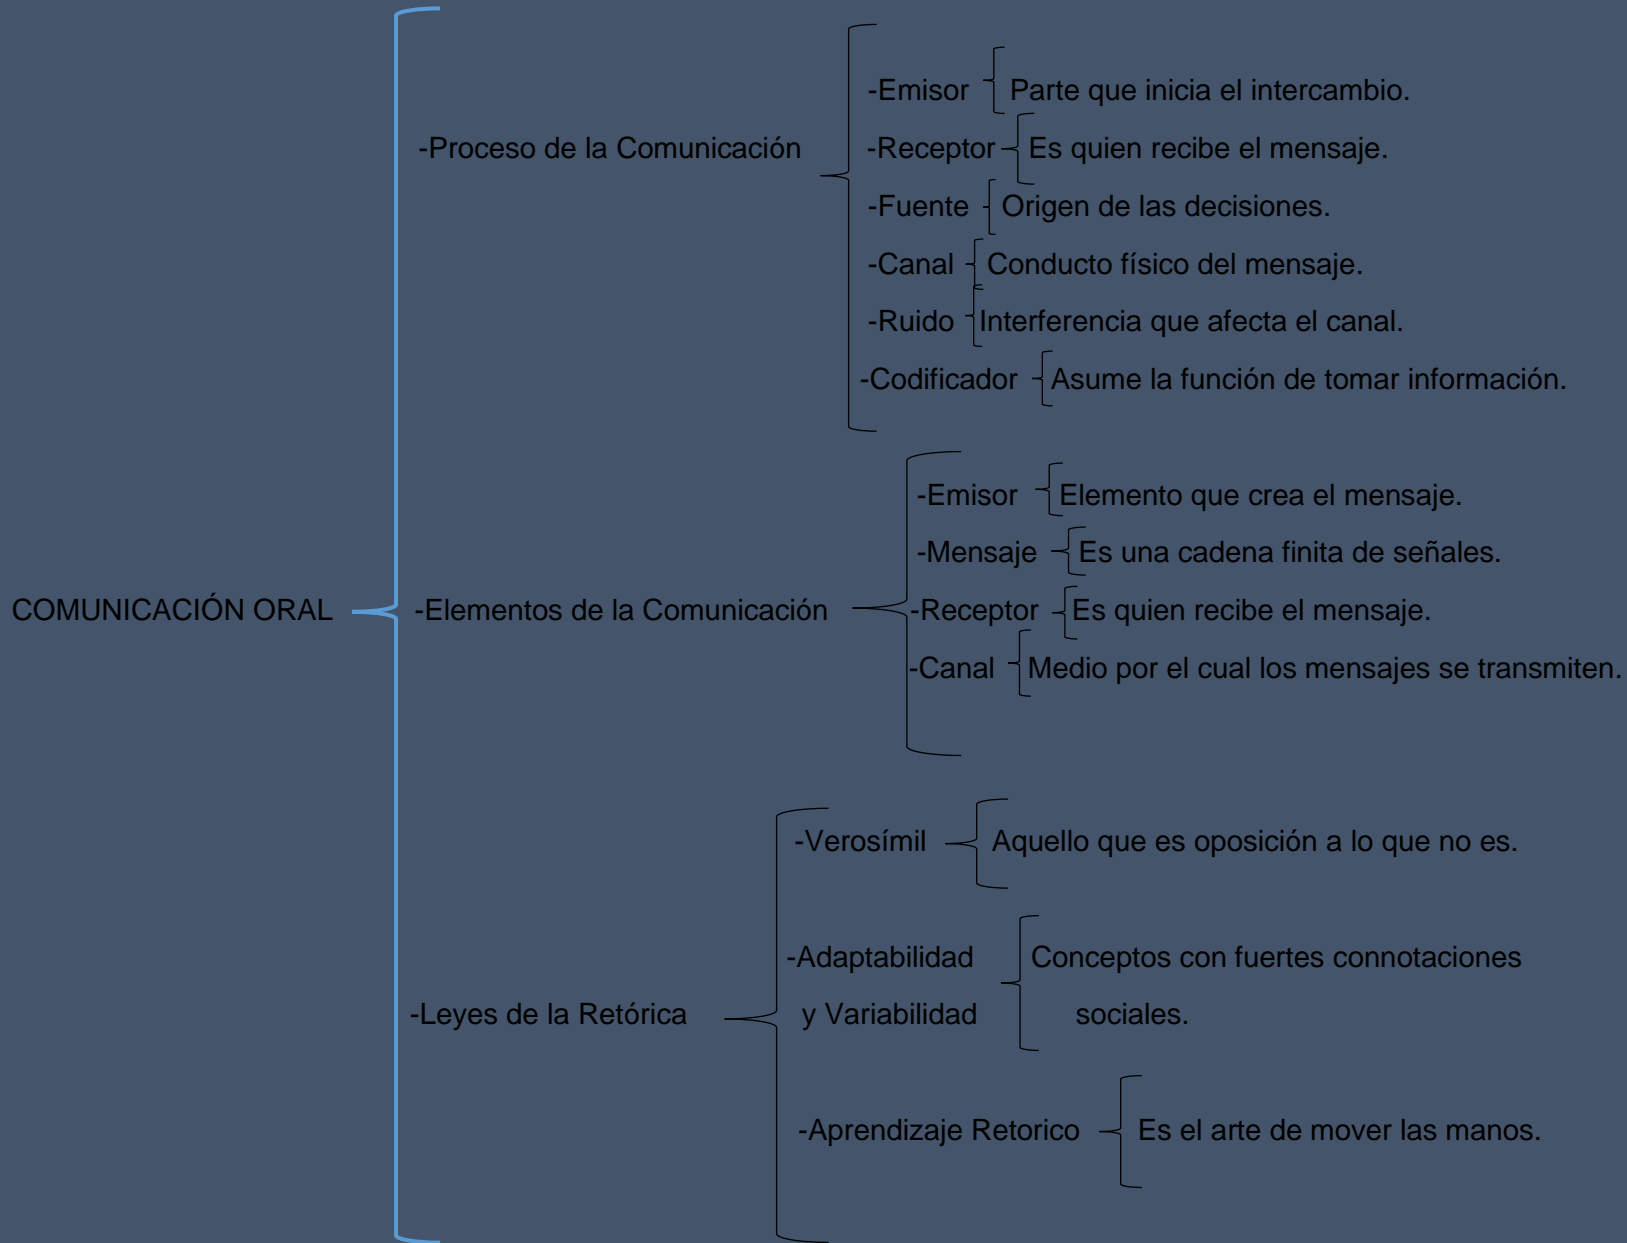 -Emisor Parte que inicia el intercambio.
-Proceso de la Comunicación -Receptor Es quien recibe el mensaje.
-Fuente Origen de las decisiones.
-Canal Conducto físico del mensaje.
-Ruido Interferencia que afecta el canal.
-Codificador Asume la función de tomar información.
-Emisor Elemento que crea el mensaje.
-Mensaje Es una cadena finita de señales.
COMUNICACIÓN ORAL -Elementos de la Comunicación -Receptor Es quien recibe el mensaje.
-Canal Medio por el cual los mensajes se transmiten.
-Verosímil Aquello que es oposición a lo que no es.
-Adaptabilidad Conceptos con fuertes connotaciones
-Leyes de la Retórica y Variabilidad sociales.
-Aprendizaje Retorico Es el arte de mover las manos.